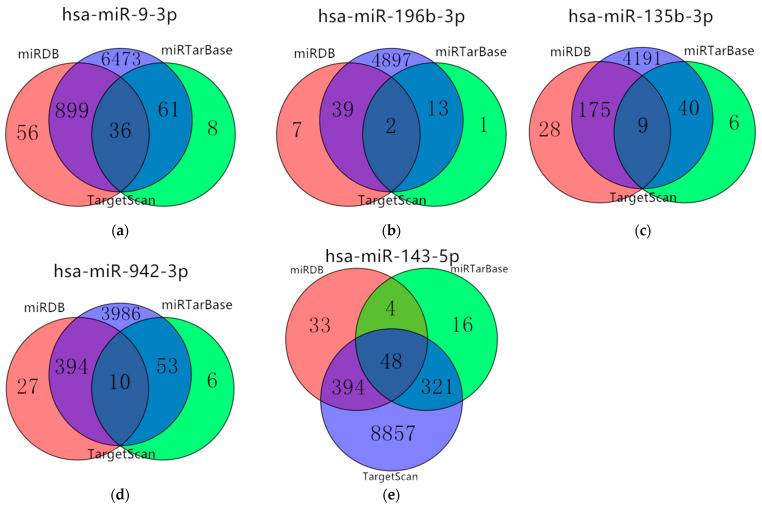 hsa-miR-9-3p
miRDB
6473
miRTarBase
56
899
36
61
8
TargetScan
(a)
hsa-miR-196b-3p
miRDB
4897
miRTarBase
7
39
2
13
1
TargetScan
(b)
hsa-miR-135b-3p
miRDB
4191
miRTarBase
28
175
9
40
6
TargetScan
(c)
hsa-miR-942-3p
miRDB
3986
miRTarBase
27
394
10
53
6
TargetScan
(d)
hsa-miR-143-5p
miRDB
miRTarBase
33
4
16
48
394
321
8857
TargetScan
(e)